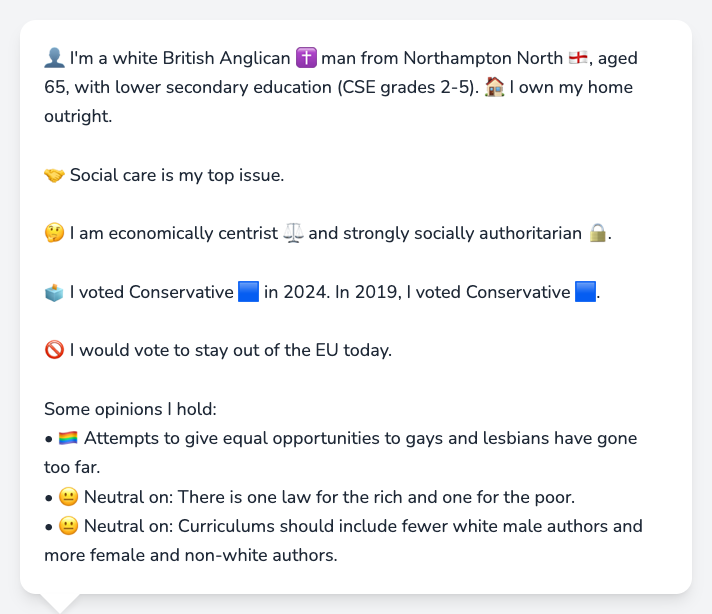 👤 I'm a white British Anglican ✝️ man from Northampton North 🏴󠁧󠁢󠁥󠁮󠁧󠁿, aged
65, with lower secondary education (CSE grades 2-5). 🏠 I own my home
outright.
🤝 Social care is my top issue.
🤔 I am economically centrist ⚖️ and strongly socially authoritarian 🔒.
🗳️ I voted Conservative 🟦 in 2024. In 2019, I voted Conservative 🟦.
🚫 I would vote to stay out of the EU today.
Some opinions I hold:
• 🏳️‍🌈 Attempts to give equal opportunities to gays and lesbians have gone
too far.
• 😐 Neutral on: There is one law for the rich and one for the poor.
• 😐 Neutral on: Curriculums should include fewer white male authors and
more female and non-white authors.